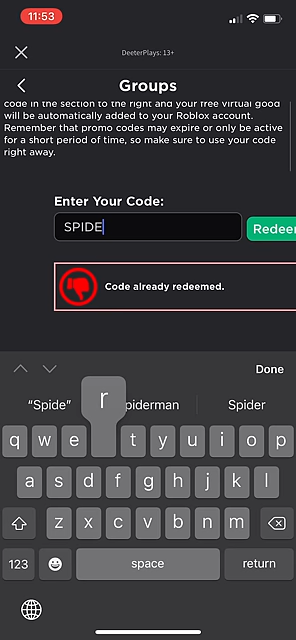 11:53
DeeterPlays: 13+
Groups
code in the section to the right and your free virtual good
will be automatically added to your Roblox account.
Remember that promo codes may expire or only be active
for a short period of time, so make sure to use your code
right away.
Enter Your Code:
SPIDE
Redeem
Code already redeemed.
Done
"Spide" piderman Spider
r
q w e t y u i o p
a s d f g h j k l
z x c v b n m
123 space return